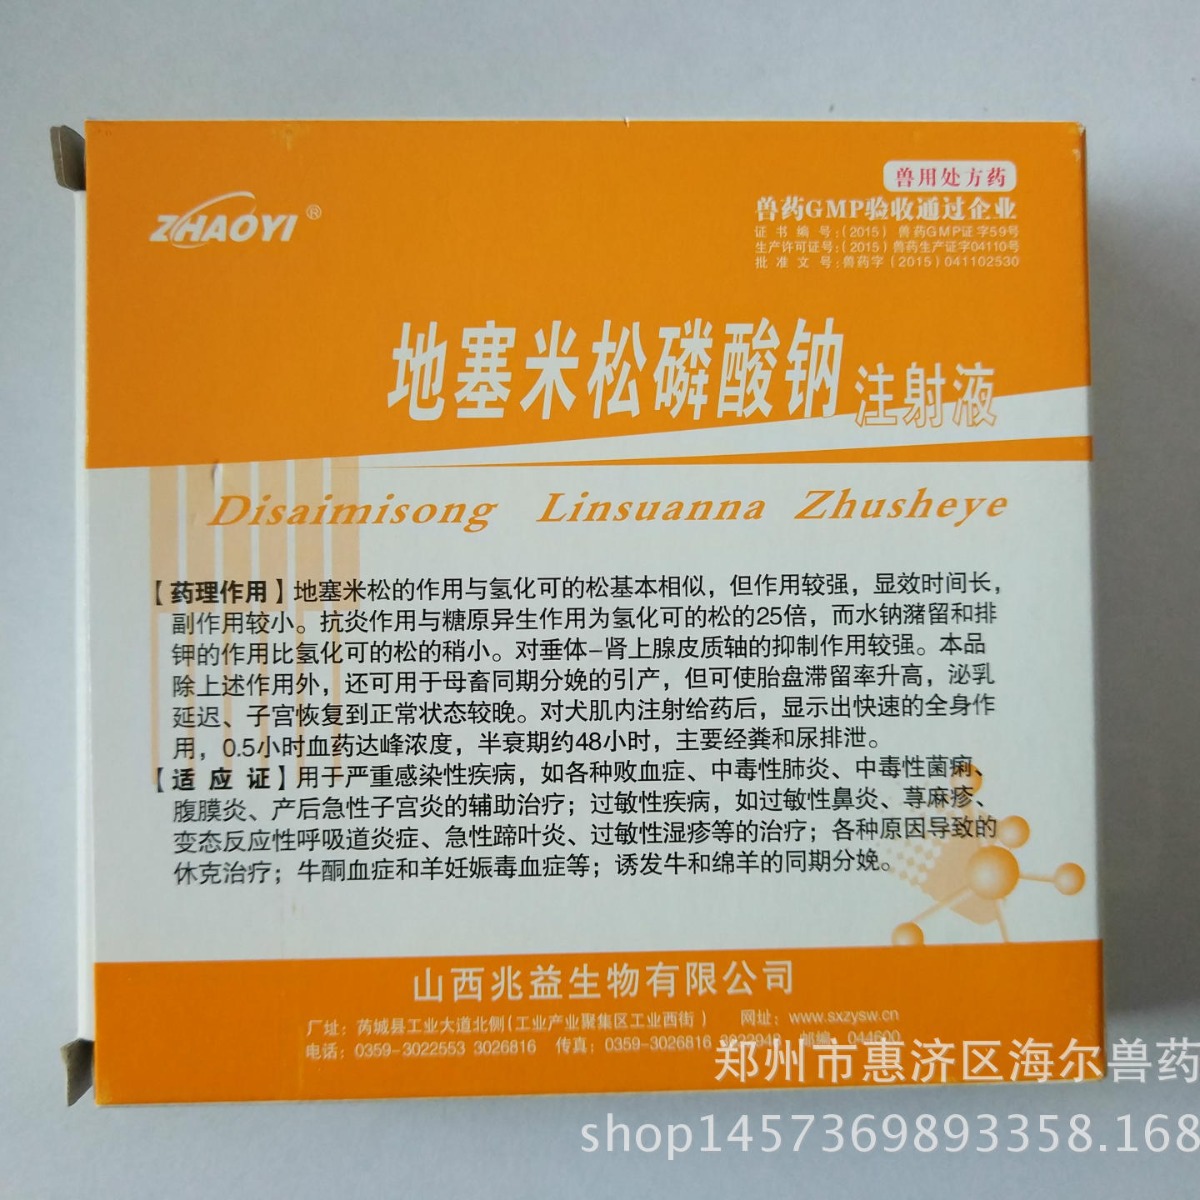 ZHAOYI®
兽用处方药
兽药GMP验收通过企业
证书编号:(2015)兽药GMP证字59号
生产许可证号:(2015)兽药生产证字04110号
批准文号:兽药字(2015)041102530
地塞米松磷酸钠注射液
Disaimisong Linsuanna Zhusheye
【药理作用】地塞米松的作用与氢化可的松基本相似，但作用较强，显效时间长，
副作用较小。抗炎作用与糖原异生作用为氢化可的松的25倍，而水钠潴留和排
钾的作用比氢化可的松的稍小。对垂体-肾上腺皮质轴的抑制作用较强。本品
除上述作用外，还可用于母畜同期分娩的引产，但可使胎盘滞留率升高，泌乳
延迟、子宫恢复到正常状态较晚。对犬肌内注射给药后，显示出快速的全身作
用，0.5小时血药达峰浓度，半衰期约48小时，主要经粪和尿排泄。
【适应证】用于严重感染性疾病，如各种败血症、中毒性肺炎、中毒性菌痢、
腹膜炎、产后急性子宫炎的辅助治疗；过敏性疾病，如过敏性鼻炎、荨麻疹、
变态反应性呼吸道炎症、急性蹄叶炎、过敏性湿疹等的治疗；各种原因导致的
休克治疗；牛酮血症和羊妊娠毒血症等；诱发牛和绵羊的同期分娩。
山西兆益生物有限公司
厂址：芮城县工业大道北侧(工业产业聚集区工业西街) 网址：www.sxzysw.cn
电话：0359-3022553 3026816 传真：0359-3026816 3022948 邮编：044600
郑州市惠济区海尔兽药
shop1457369893358.168